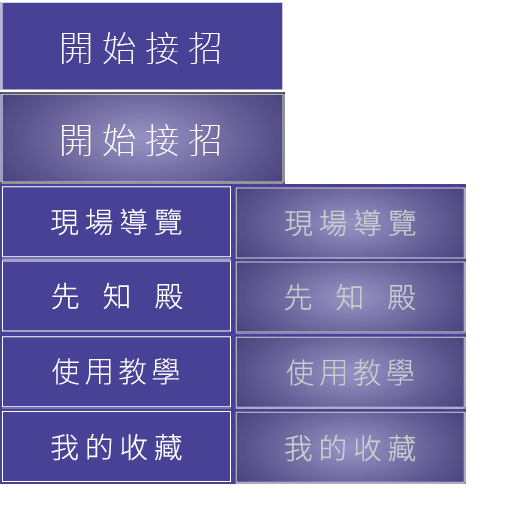 開始接招
開始接招
現場導覽 現場導覽
先知殿 先知殿
使用教學 使用教學
我的收藏 我的收藏